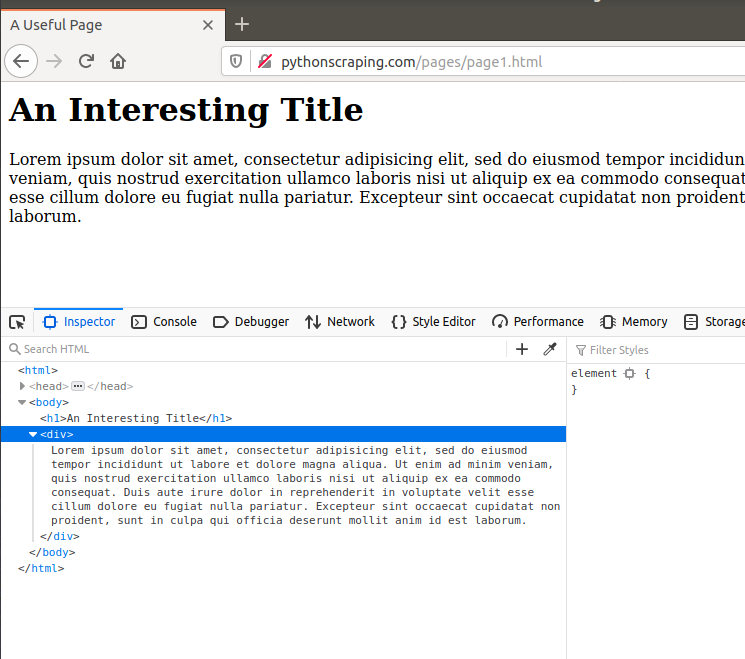 A Useful Page
pythonscraping.com/pages/page1.html
An Interesting Title
Lorem ipsum dolor sit amet, consectetur adipisicing elit, sed do eiusmod tempor incididun
veniam, quis nostrud exercitation ullamco laboris nisi ut aliquip ex ea commodo consequat
esse cillum dolore eu fugiat nulla pariatur. Excepteur sint occaecat cupidatat non proident
laborum.
Inspector Console Debugger Network Style Editor Performance Memory Storage
Search HTML
Filter Styles
<html>
<head>
</head>
<body>
<h1>An Interesting Title</h1>
<div>
Lorem ipsum dolor sit amet, consectetur adipisicing elit, sed do eiusmod
tempor incididunt ut labore et dolore magna aliqua. Ut enim ad minim veniam,
quis nostrud exercitation ullamco laboris nisi ut aliquip ex ea commodo
consequat. Duis aute irure dolor in reprehenderit in voluptate velit esse
cillum dolore eu fugiat nulla pariatur. Excepteur sint occaecat cupidatat non
proident, sunt in culpa qui officia deserunt mollit anim id est laborum.
</div>
</body>
</html>
element {
}